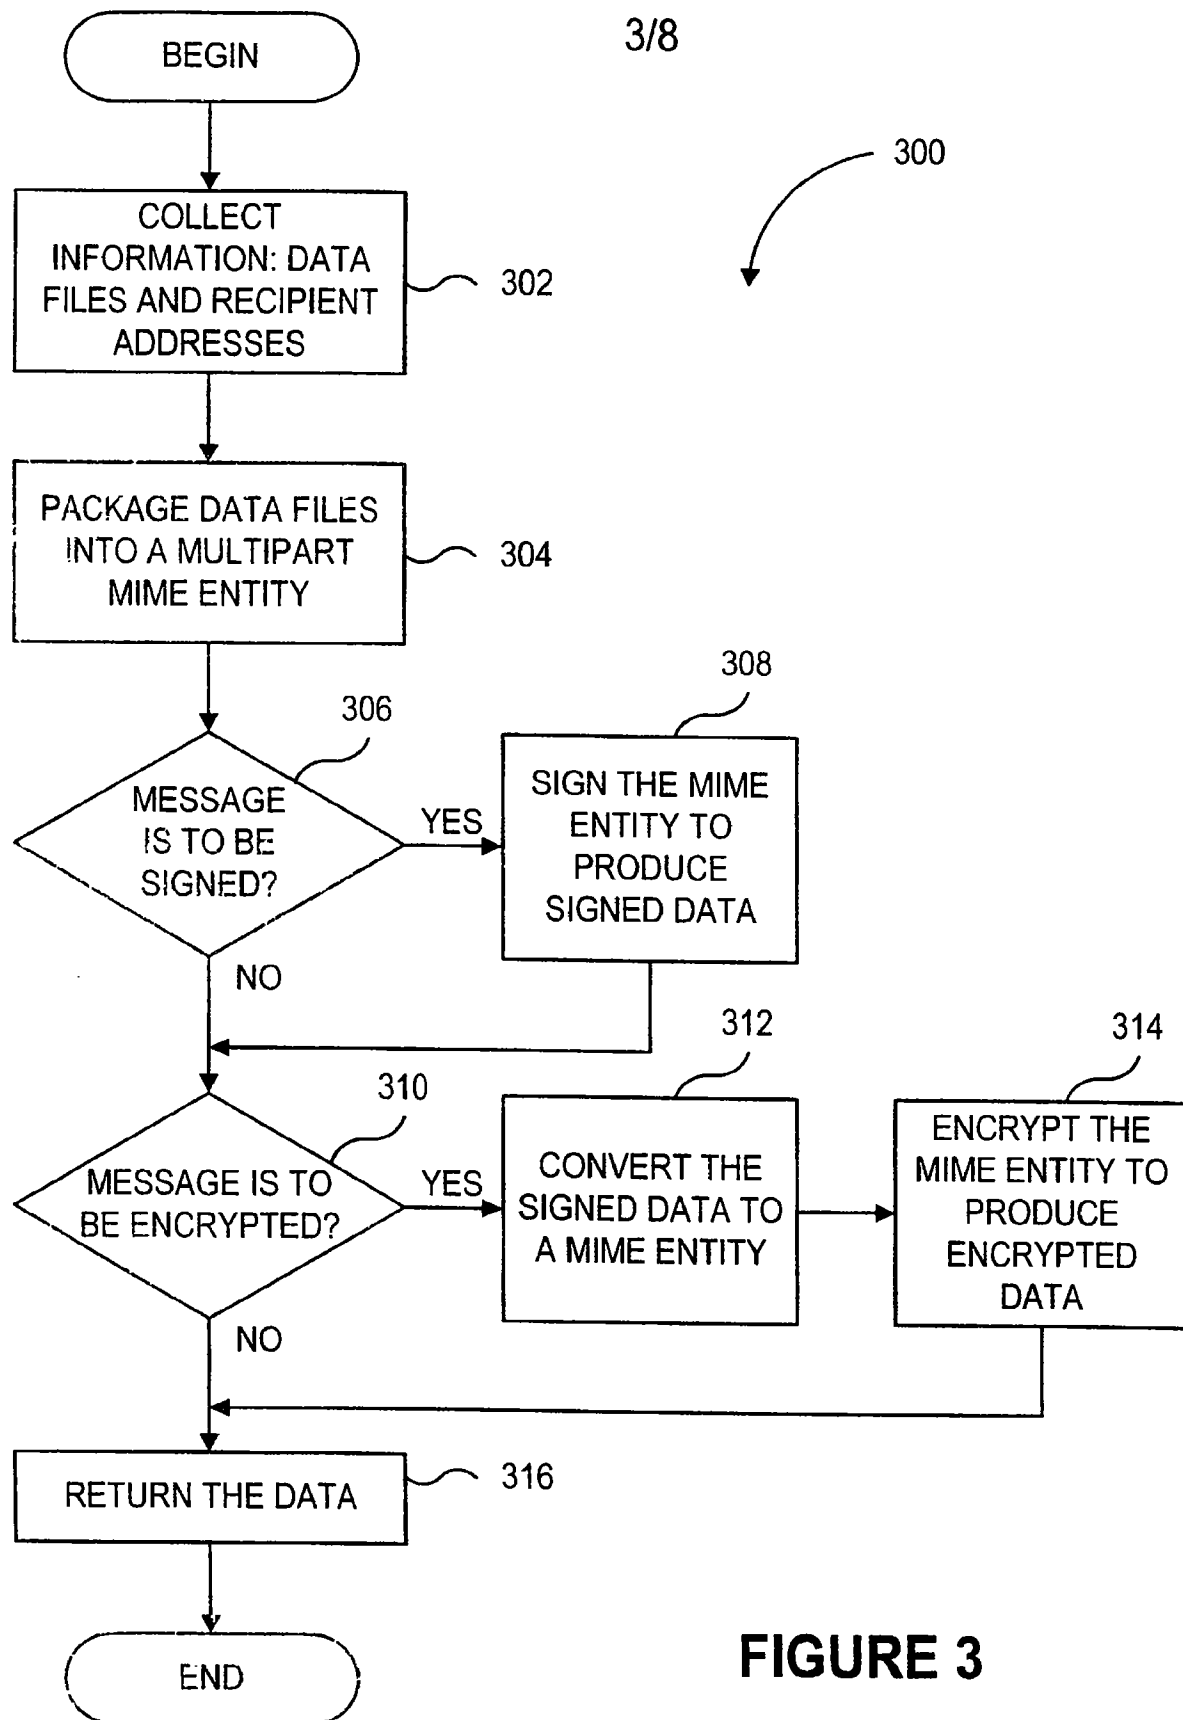 3/8
BEGIN
300
COLLECT
INFORMATION: DATA
FILES AND RECIPIENT
ADDRESSES
302
PACKAGE DATA FILES
INTO A MULTIPART
MIME ENTITY
304
306
MESSAGE
IS TO BE
SIGNED?
YES
NO
308
SIGN THE MIME
ENTITY TO
PRODUCE
SIGNED DATA
310
MESSAGE IS TO
BE ENCRYPTED?
YES
NO
312
CONVERT THE
SIGNED DATA TO
A MIME ENTITY
314
ENCRYPT THE
MIME ENTITY TO
PRODUCE
ENCRYPTED
DATA
RETURN THE DATA
316
END
FIGURE 3